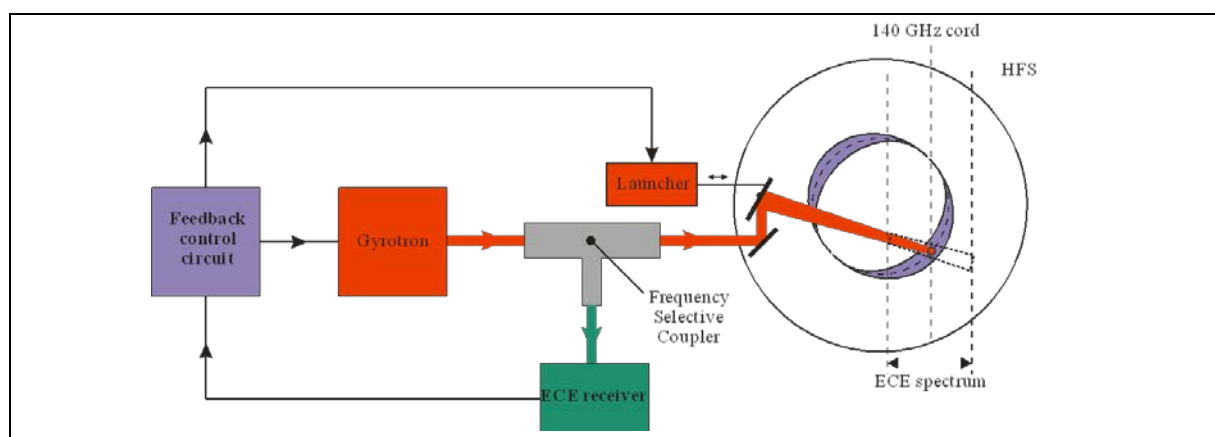 140 GHz cord
HFS
Launcher
Feedback
control
circuit
Gyrotron
Frequency
Selective
Coupler
ECE spectrum
ECE receiver